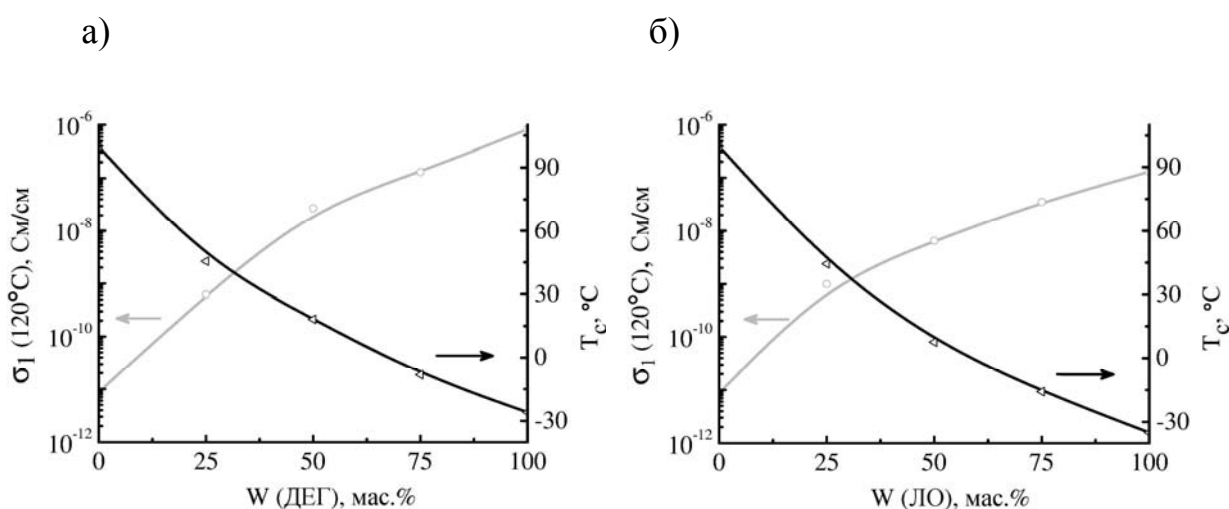 а)
б)
10⁻⁶
10⁻⁸
10⁻¹⁰
10⁻¹²
σ₁ (120°C), См/см
90
60
30
0
-30
T_c, °C
0 25 50 75 100
W (ДЕГ), мас.%
10⁻⁶
10⁻⁸
10⁻¹⁰
10⁻¹²
σ₁ (120°C), См/см
90
60
30
0
-30
T_c, °C
0 25 50 75 100
W (ЛО), мас.%